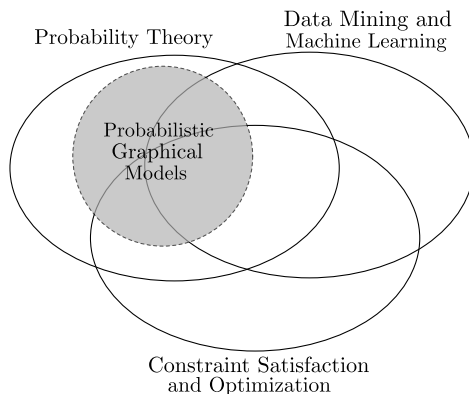 Data Mining and
Machine Learning
Probability Theory
Probabilistic
Graphical
Models
Constraint Satisfaction
and Optimization